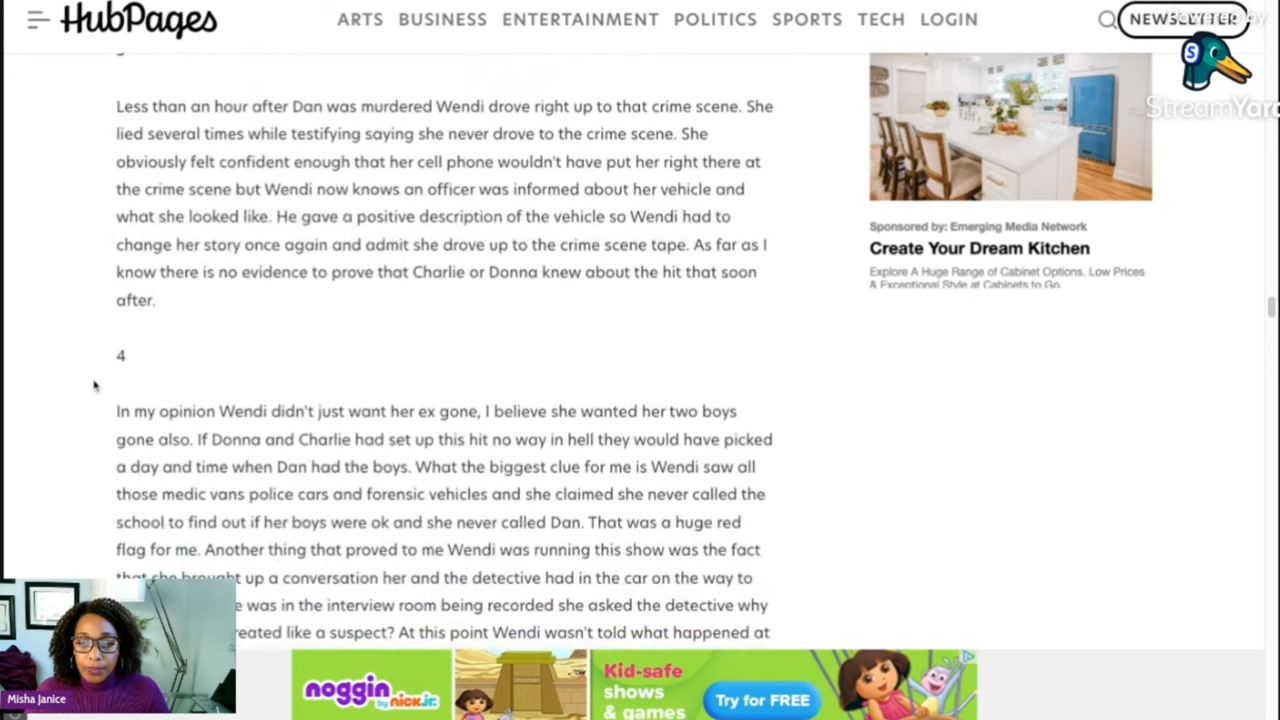 HubPages
ARTS BUSINESS ENTERTAINMENT POLITICS SPORTS TECH LOGIN
NEWSLETTER
Powered by
StreamYard
Less than an hour after Dan was murdered Wendi drove right up to that crime scene. She
lied several times while testifying saying she never drove to the crime scene. She
obviously felt confident enough that her cell phone wouldn't have put her right there at
the crime scene but Wendi now knows an officer was informed about her vehicle and
what she looked like. He gave a positive description of the vehicle so Wendi had to
change her story once again and admit she drove up to the crime scene tape. As far as I
know there is no evidence to prove that Charlie or Donna knew about the hit that soon
after.
4
In my opinion Wendi didn't just want her ex gone, I believe she wanted her two boys
gone also. If Donna and Charlie had set up this hit no way in hell they would have picked
a day and time when Dan had the boys. What the biggest clue for me is Wendi saw all
those medic vans police cars and forensic vehicles and she claimed she never called the
school to find out if her boys were ok and she never called Dan. That was a huge red
flag for me. Another thing that proved to me Wendi was running this show was the fact
that she brought up a conversation her and the detective had in the car on the way to
was in the interview room being recorded she asked the detective why
reated like a suspect? At this point Wendi wasn't told what happened at
Sponsored by: Emerging Media Network
Create Your Dream Kitchen
Explore A Huge Range of Cabinet Options. Low Prices
& Exceptional Style at Cabinets to Go.
Misha Janice
noggin
by nick jr.
Kid-safe
shows
& games
Try for FREE